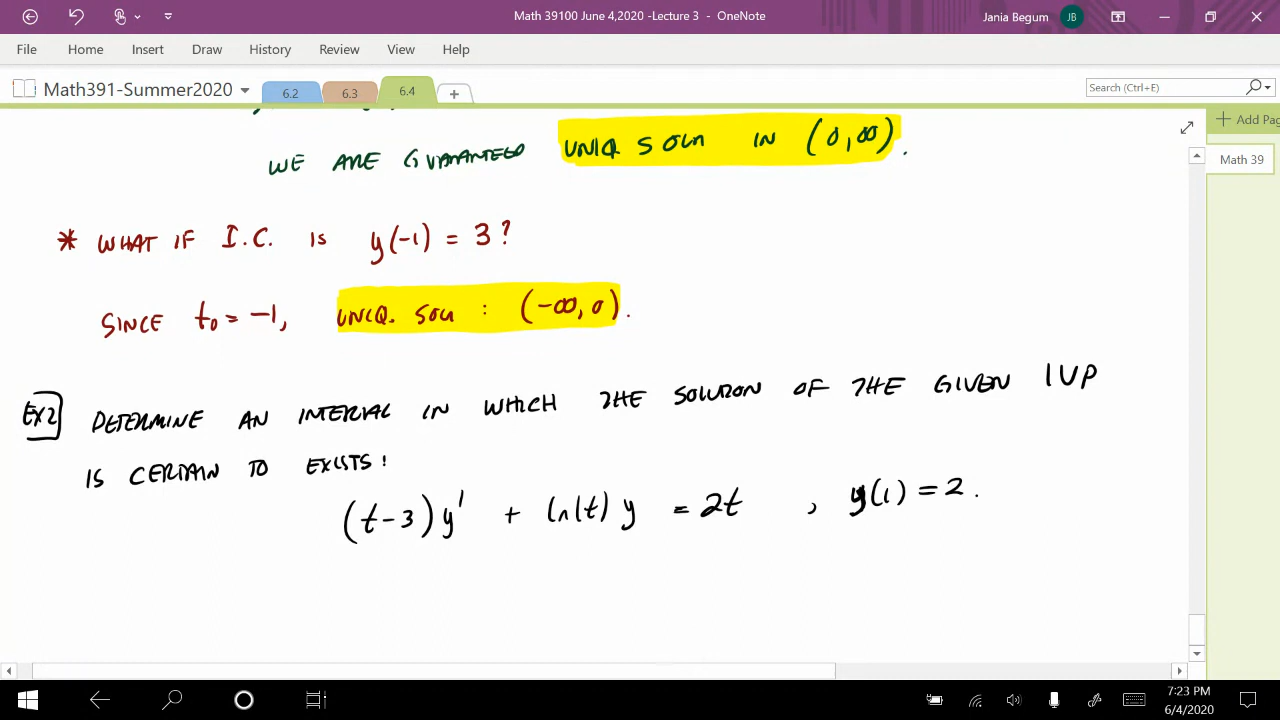 Math 39100 June 4,2020 -Lecture 3 - OneNote
Jania Begum JB
File Home Insert Draw History Review View Help
Math391-Summer2020
6.2 6.3 6.4
Search (Ctrl+E)
Add Pag
Math 39
WE ARE GUARANTEED UNIQ SOLN IN (0,∞).
* WHAT IF I.C. IS y(-1) = 3?
SINCE t₀ = -1, UNIQ. SOLN : (-∞, 0).
EX2 DETERMINE AN INTERVAL IN WHICH THE SOLUTION OF THE GIVEN IVP
IS CERTAIN TO EXISTS:
(t-3)y' + ln(t) y = 2t , y(1) = 2.
7:23 PM
6/4/2020